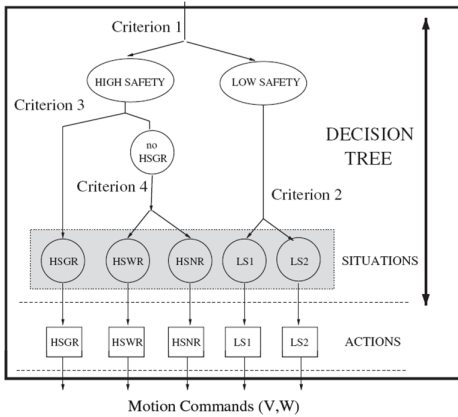 Criterion 1
HIGH SAFETY
LOW SAFETY
Criterion 3
DECISION
TREE
no
HSGR
Criterion 4
Criterion 2
HSGR
HSWR
HSNR
LS1
LS2
SITUATIONS
HSGR
HSWR
HSNR
LS1
LS2
ACTIONS
Motion Commands (V,W)